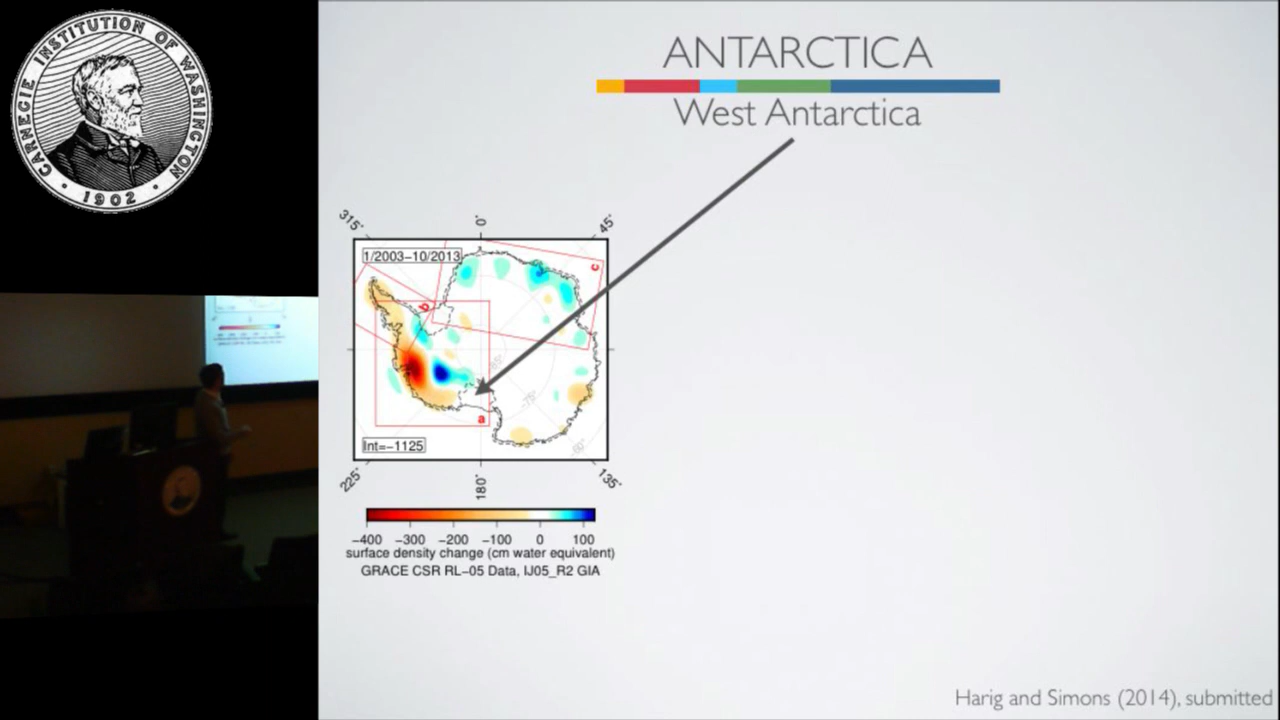 CARNEGIE INSTITUTION OF WASHINGTON
· 1902 ·
ANTARCTICA
West Antarctica
315° 0° 45°
1/2003−10/2013
c
b
a
−75°
−60°
Int=−1125
225° 180° 135°
−400 −300 −200 −100 0 100
surface density change (cm water equivalent)
GRACE CSR RL−05 Data, IJ05_R2 GIA
Harig and Simons (2014), submitted